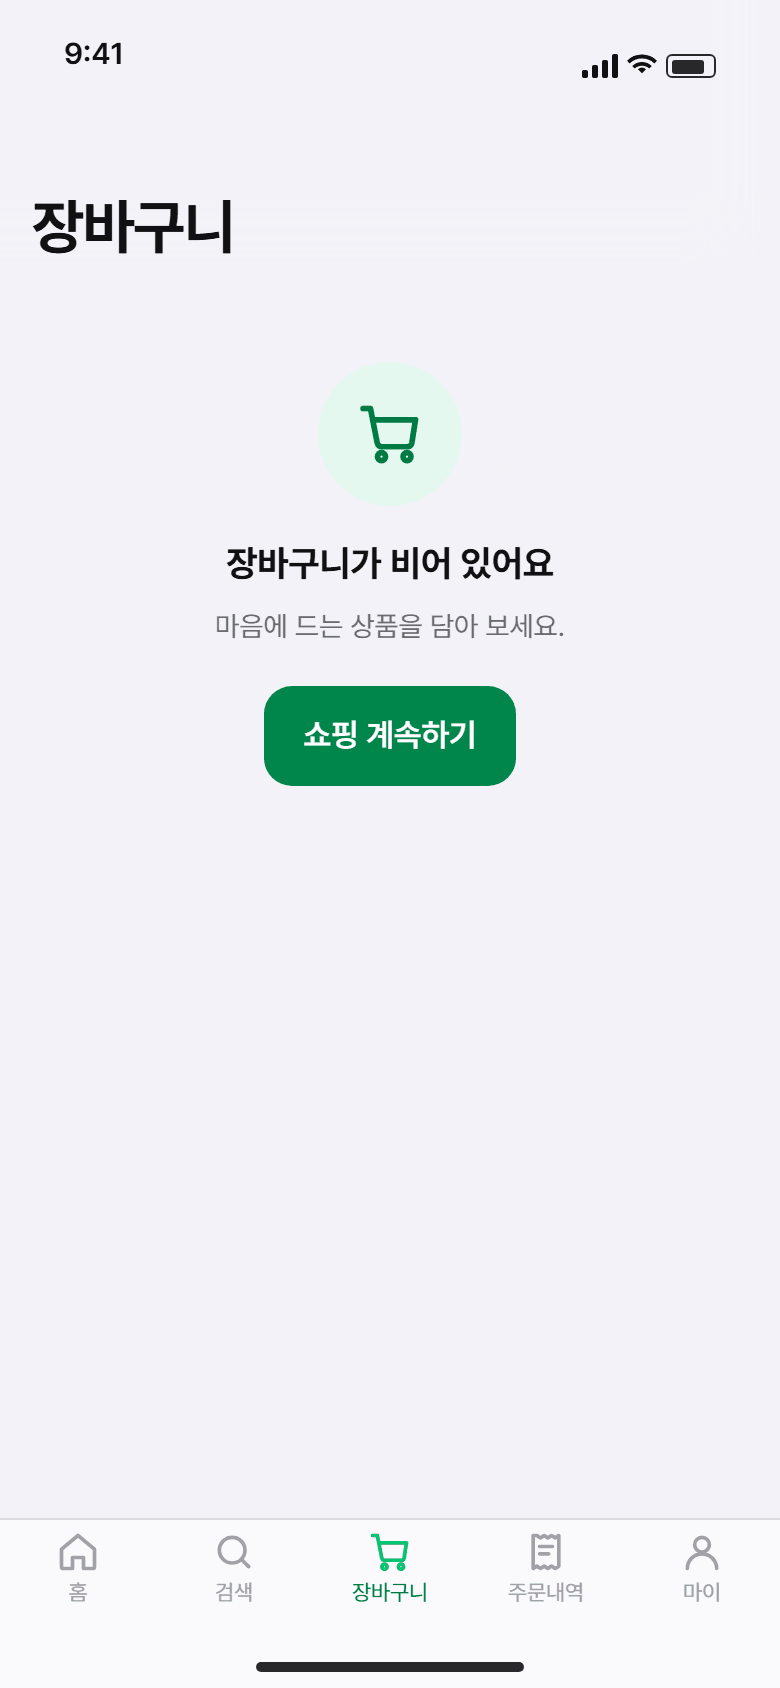 9:41
장바구니
장바구니가 비어 있어요
마음에 드는 상품을 담아 보세요.
쇼핑 계속하기
홈
검색
장바구니
주문내역
마이